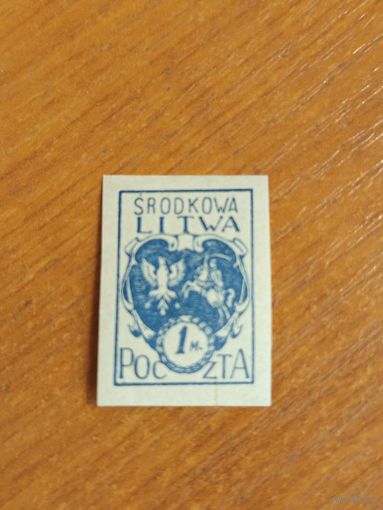 ŚRODKOWA
LITWA
1 M.
POCZTA